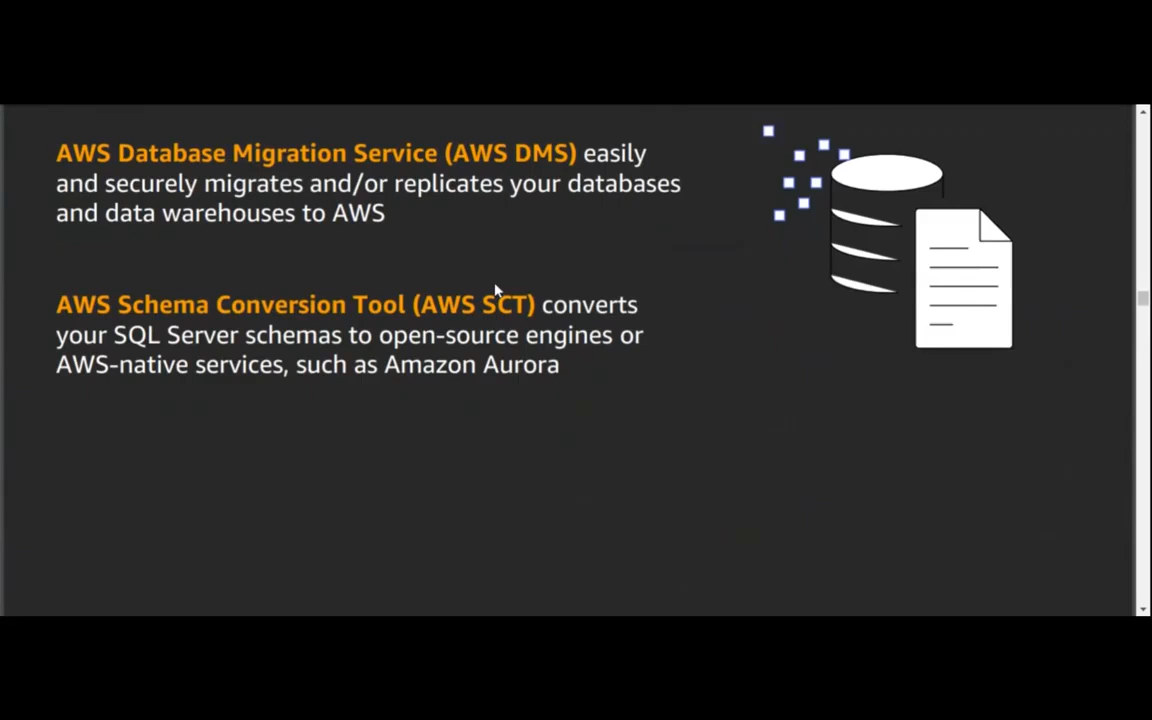 AWS Database Migration Service (AWS DMS) easily
and securely migrates and/or replicates your databases
and data warehouses to AWS
AWS Schema Conversion Tool (AWS SCT) converts
your SQL Server schemas to open-source engines or
AWS-native services, such as Amazon Aurora